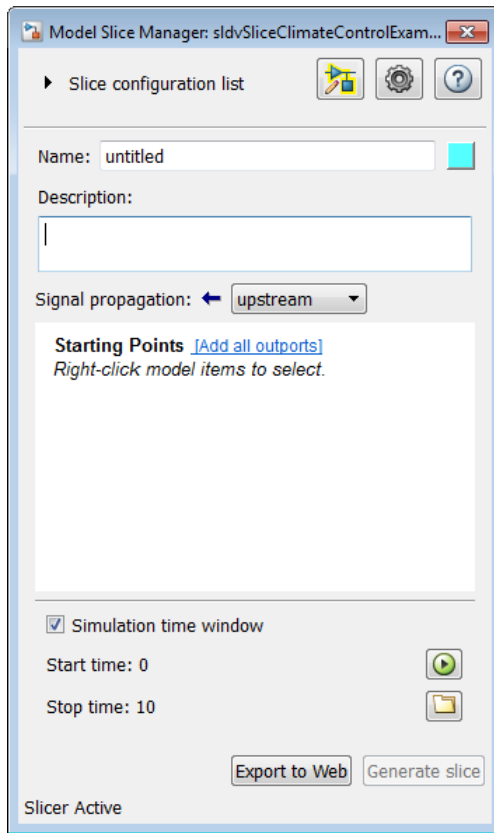 Model Slice Manager: sldvSliceClimateControlExam...
Slice configuration list
?
Name: untitled
Description:
Signal propagation: upstream
Starting Points [Add all outports]
Right-click model items to select.
Simulation time window
Start time: 0
Stop time: 10
Export to Web Generate slice
Slicer Active